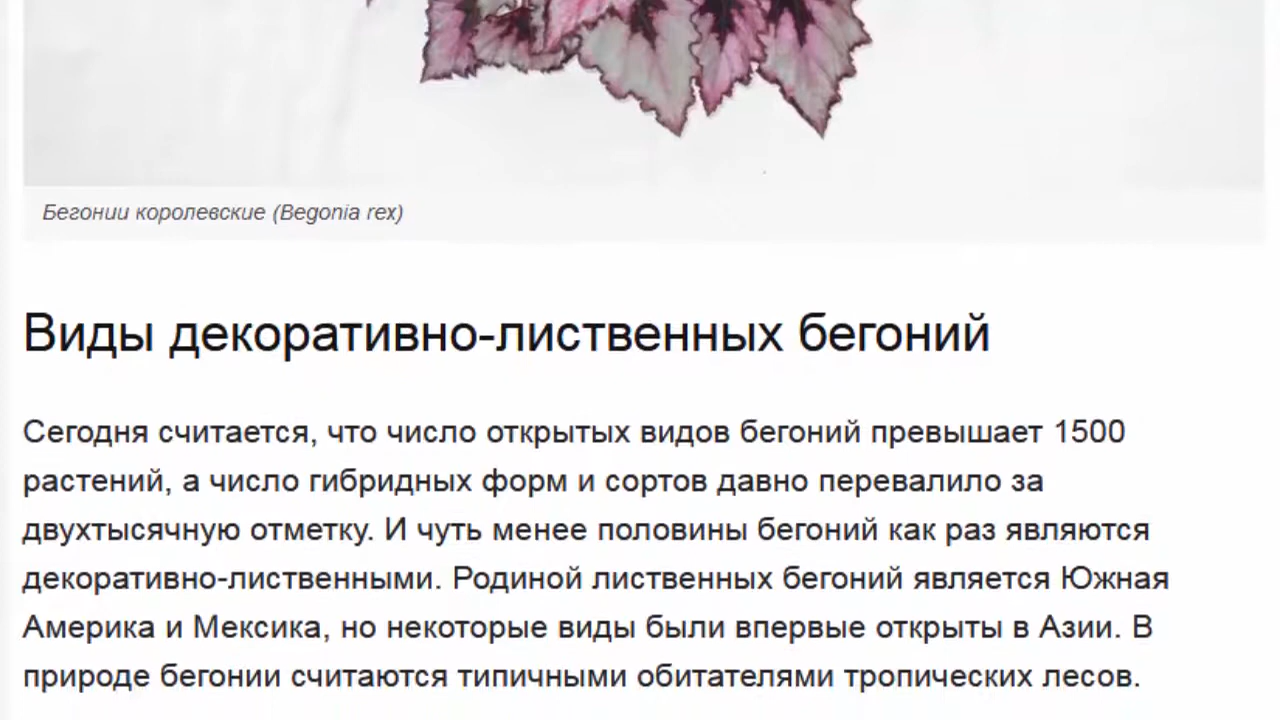 Бегонии королевские (Begonia rex)
Виды декоративно-лиственных бегоний
Сегодня считается, что число открытых видов бегоний превышает 1500
растений, а число гибридных форм и сортов давно перевалило за
двухтысячную отметку. И чуть менее половины бегоний как раз являются
декоративно-лиственными. Родиной лиственных бегоний является Южная
Америка и Мексика, но некоторые виды были впервые открыты в Азии. В
природе бегонии считаются типичными обитателями тропических лесов.